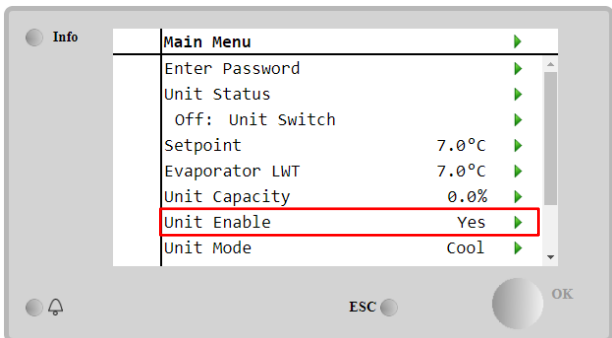 Info
Main Menu
Enter Password
Unit Status
Off: Unit Switch
Setpoint 7.0°C
Evaporator LWT 7.0°C
Unit Capacity 0.0%
Unit Enable Yes
Unit Mode Cool
ESC
OK